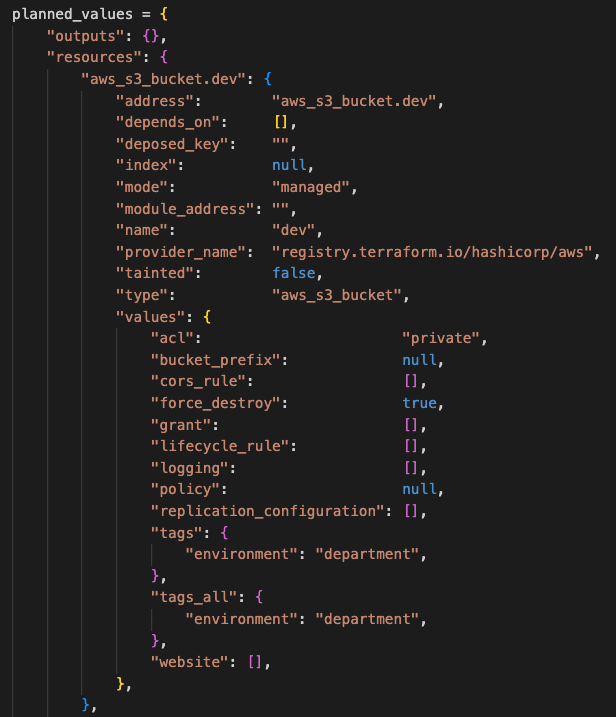 planned_values = {
    "outputs": {},
    "resources": {
        "aws_s3_bucket.dev": {
            "address":        "aws_s3_bucket.dev",
            "depends_on":     [],
            "deposed_key":    "",
            "index":          null,
            "mode":           "managed",
            "module_address": "",
            "name":           "dev",
            "provider_name":  "registry.terraform.io/hashicorp/aws",
            "tainted":        false,
            "type":           "aws_s3_bucket",
            "values": {
                "acl":                       "private",
                "bucket_prefix":             null,
                "cors_rule":                 [],
                "force_destroy":             true,
                "grant":                     [],
                "lifecycle_rule":            [],
                "logging":                   [],
                "policy":                    null,
                "replication_configuration": [],
                "tags": {
                    "environment": "department",
                },
                "tags_all": {
                    "environment": "department",
                },
                "website": [],
            },
        },